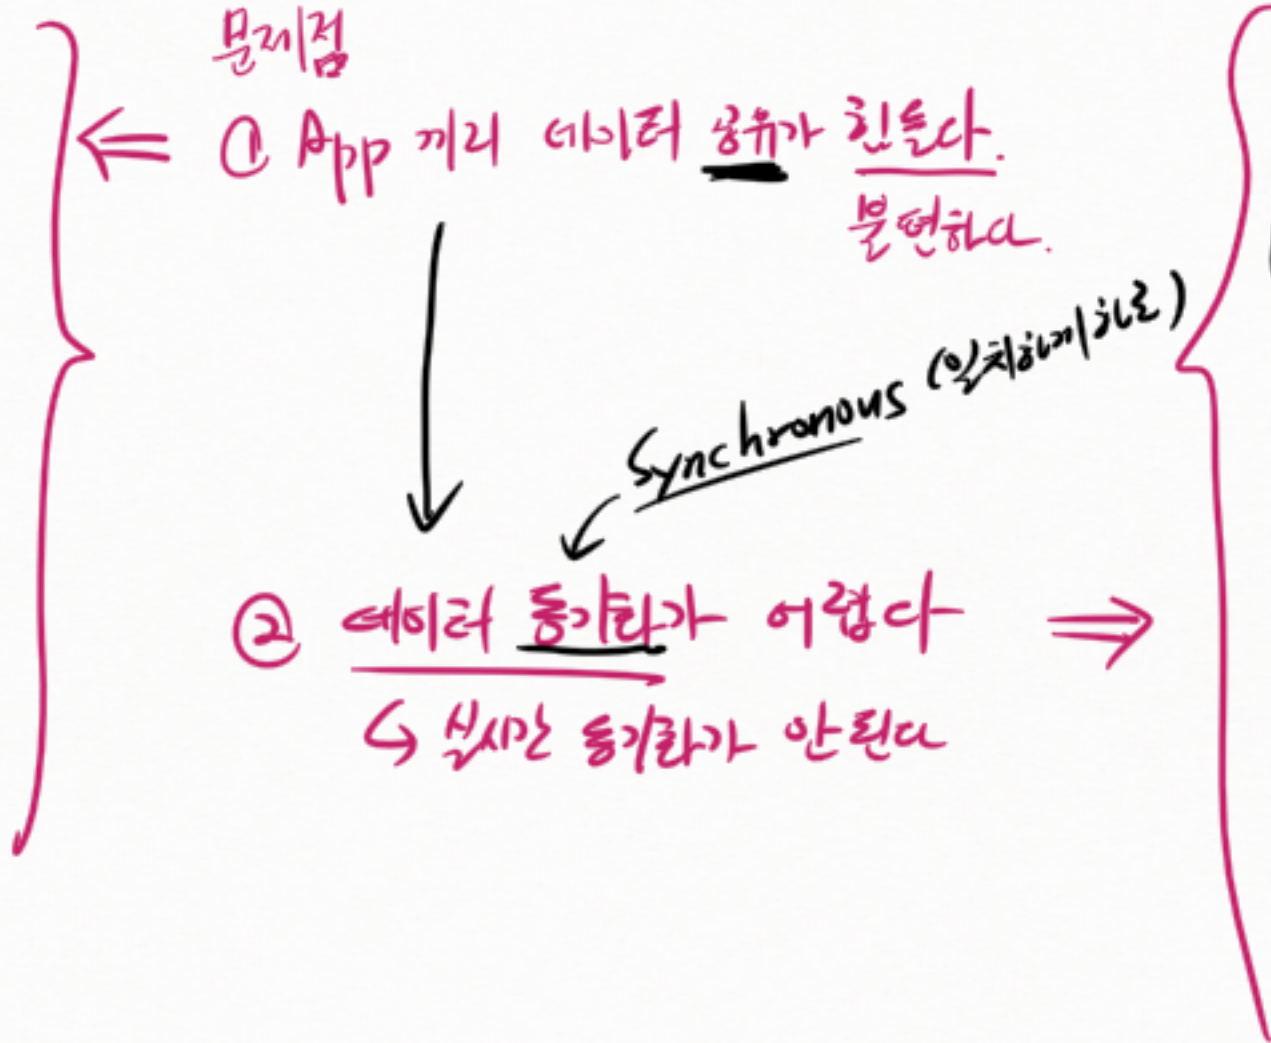 문제점
① App 끼리 데이터 공유가 힘들다.
불편하다.
Synchronous (일치하게하로)
② 데이터 동기화가 어렵다
↳ 실시간 동기화가 안된다